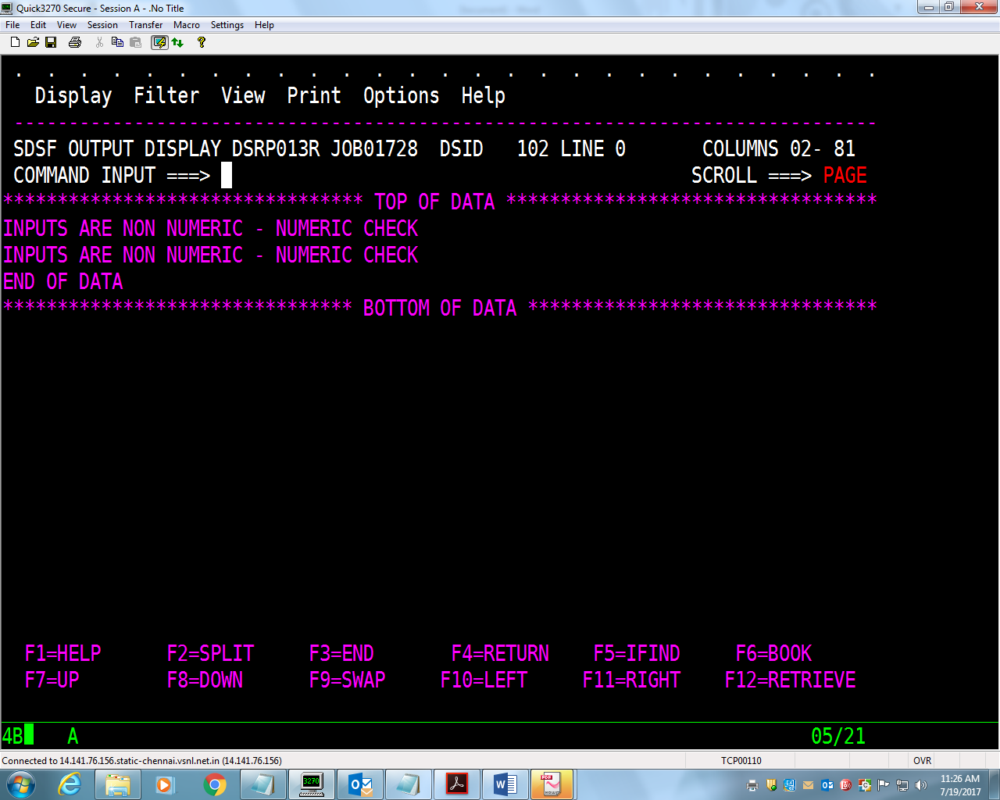 Quick3270 Secure - Session A - .No Title
File Edit View Session Transfer Macro Settings Help
. . . . . . . . . . . . . . . . . . . . . . . . . . .
Display Filter View Print Options Help
-------------------------------------------------------------------------------
SDSF OUTPUT DISPLAY DSRP013R JOB01728 DSID 102 LINE 0 COLUMNS 02- 81
COMMAND INPUT ===> SCROLL ===> PAGE
********************************* TOP OF DATA **********************************
INPUTS ARE NON NUMERIC - NUMERIC CHECK
INPUTS ARE NON NUMERIC - NUMERIC CHECK
END OF DATA
******************************** BOTTOM OF DATA ********************************
F1=HELP F2=SPLIT F3=END F4=RETURN F5=IFIND F6=BOOK
F7=UP F8=DOWN F9=SWAP F10=LEFT F11=RIGHT F12=RETRIEVE
4B A 05/21
Connected to 14.141.76.156.static-chennai.vsnl.net.in (14.141.76.156) TCP00110 OVR
3270 PDF
11:26 AM
7/19/2017